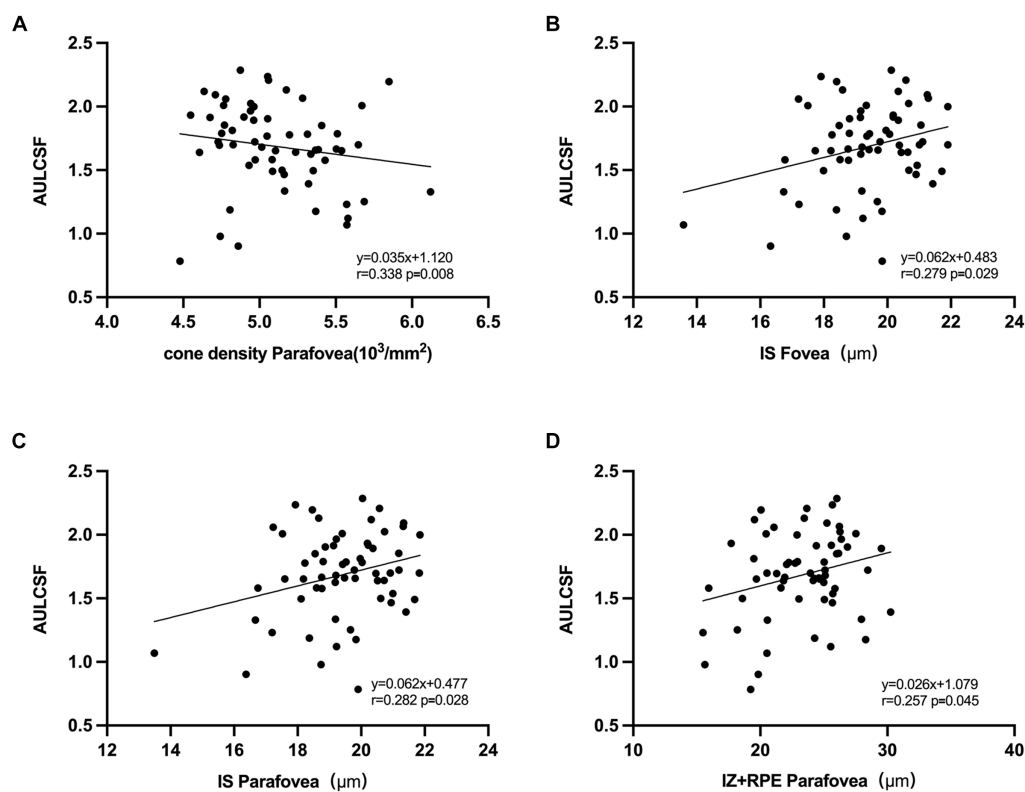 A
2.5
2.0
1.5
1.0
0.5
AULCSF
4.0 4.5 5.0 5.5 6.0 6.5
cone density Parafovea(10³/mm²)
y=0.035x+1.120
r=0.338 p=0.008
B
2.5
2.0
1.5
1.0
0.5
AULCSF
12 14 16 18 20 22 24
IS Fovea (μm)
y=0.062x+0.483
r=0.279 p=0.029
C
2.5
2.0
1.5
1.0
0.5
AULCSF
12 14 16 18 20 22 24
IS Parafovea (μm)
y=0.062x+0.477
r=0.282 p=0.028
D
2.5
2.0
1.5
1.0
0.5
AULCSF
10 20 30 40
IZ+RPE Parafovea (μm)
y=0.026x+1.079
r=0.257 p=0.045